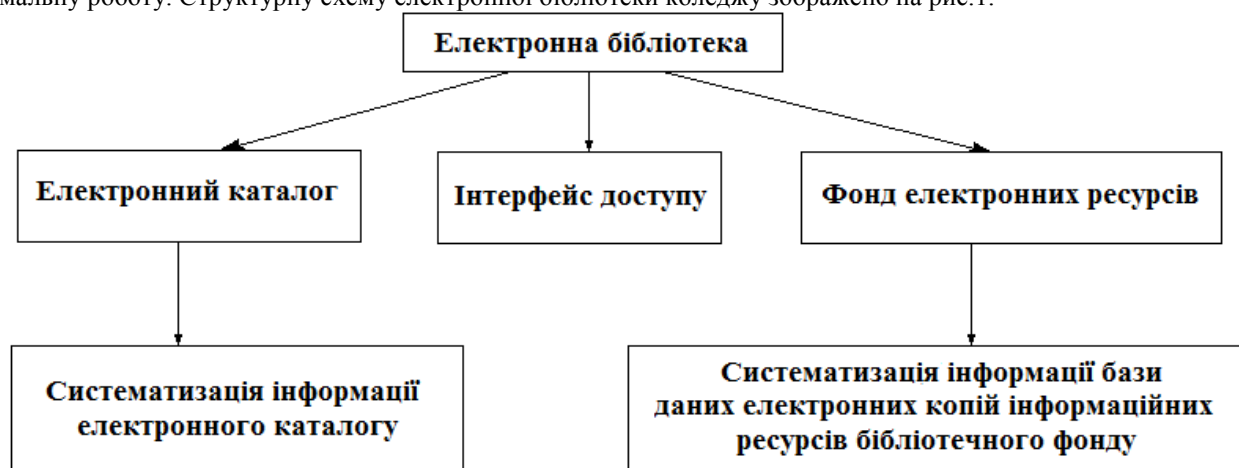 мальну роботу. Структурну схему електронної бібліотеки коледжу зображено на рис.1.
Електронна бібліотека
Електронний каталог
Інтерфейс доступу
Фонд електронних ресурсів
Систематизація інформації
електронного каталогу
Систематизація інформації бази
даних електронних копій інформаційних
ресурсів бібліотечного фонду